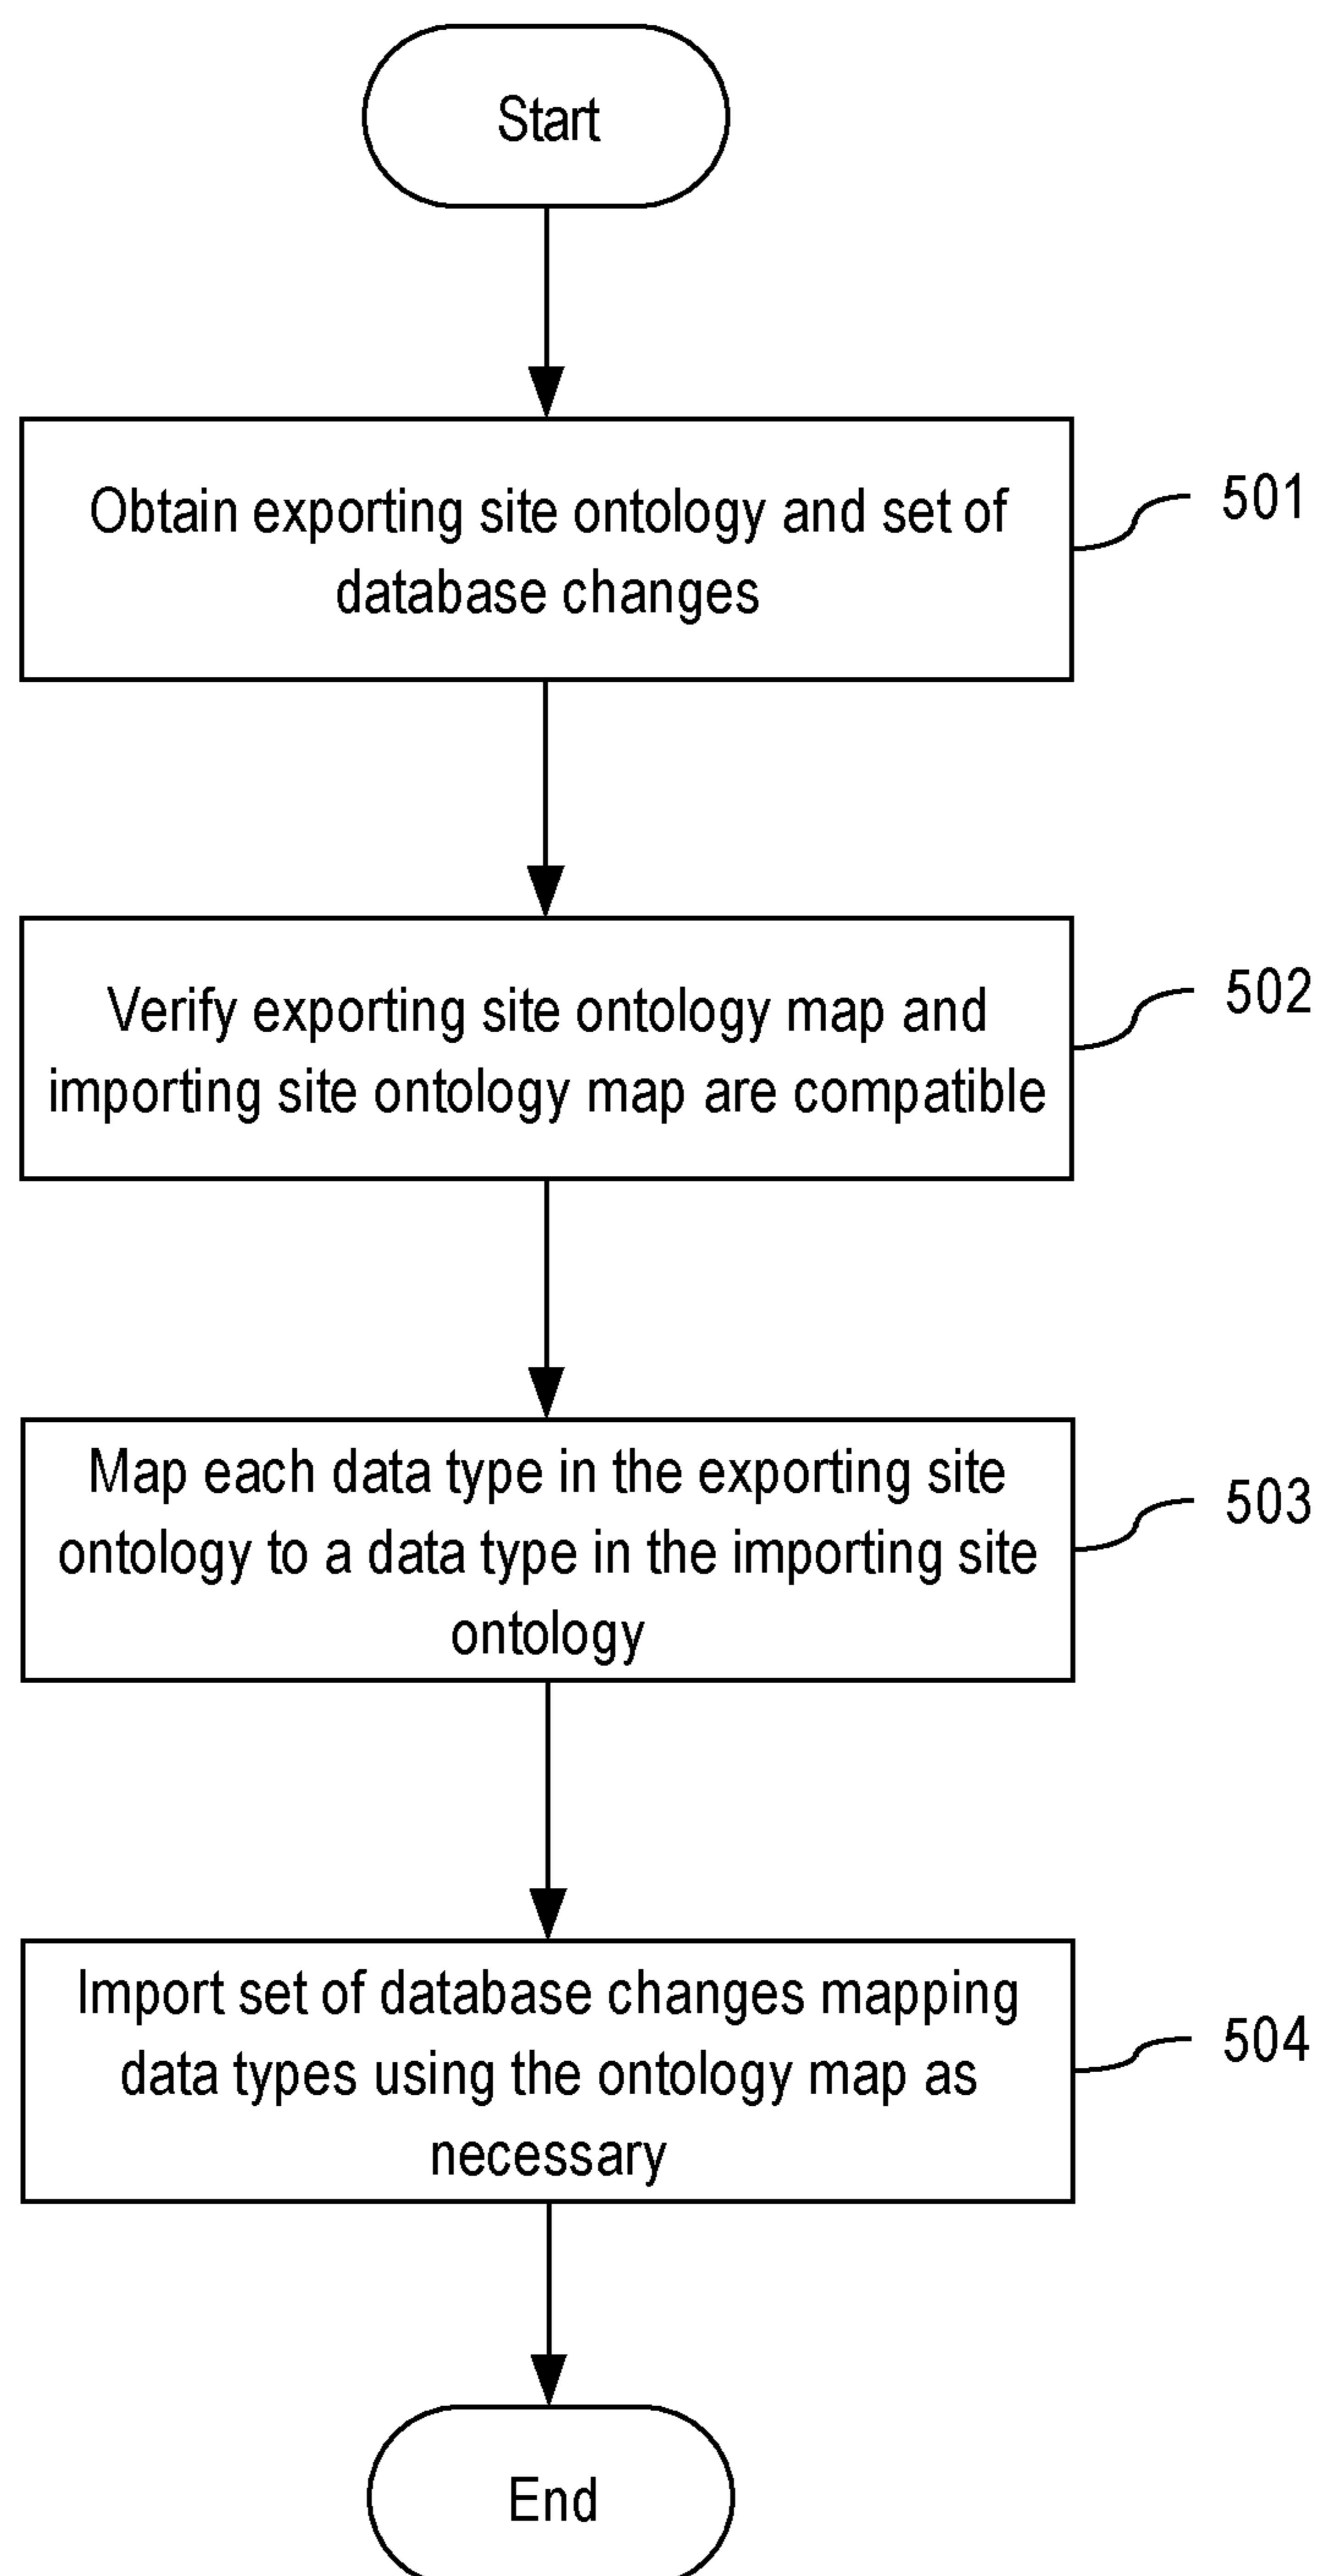 Start
Obtain exporting site ontology and set of
database changes
501
Verify exporting site ontology map and
importing site ontology map are compatible
502
Map each data type in the exporting site
ontology to a data type in the importing site
ontology
503
Import set of database changes mapping
data types using the ontology map as
necessary
504
End